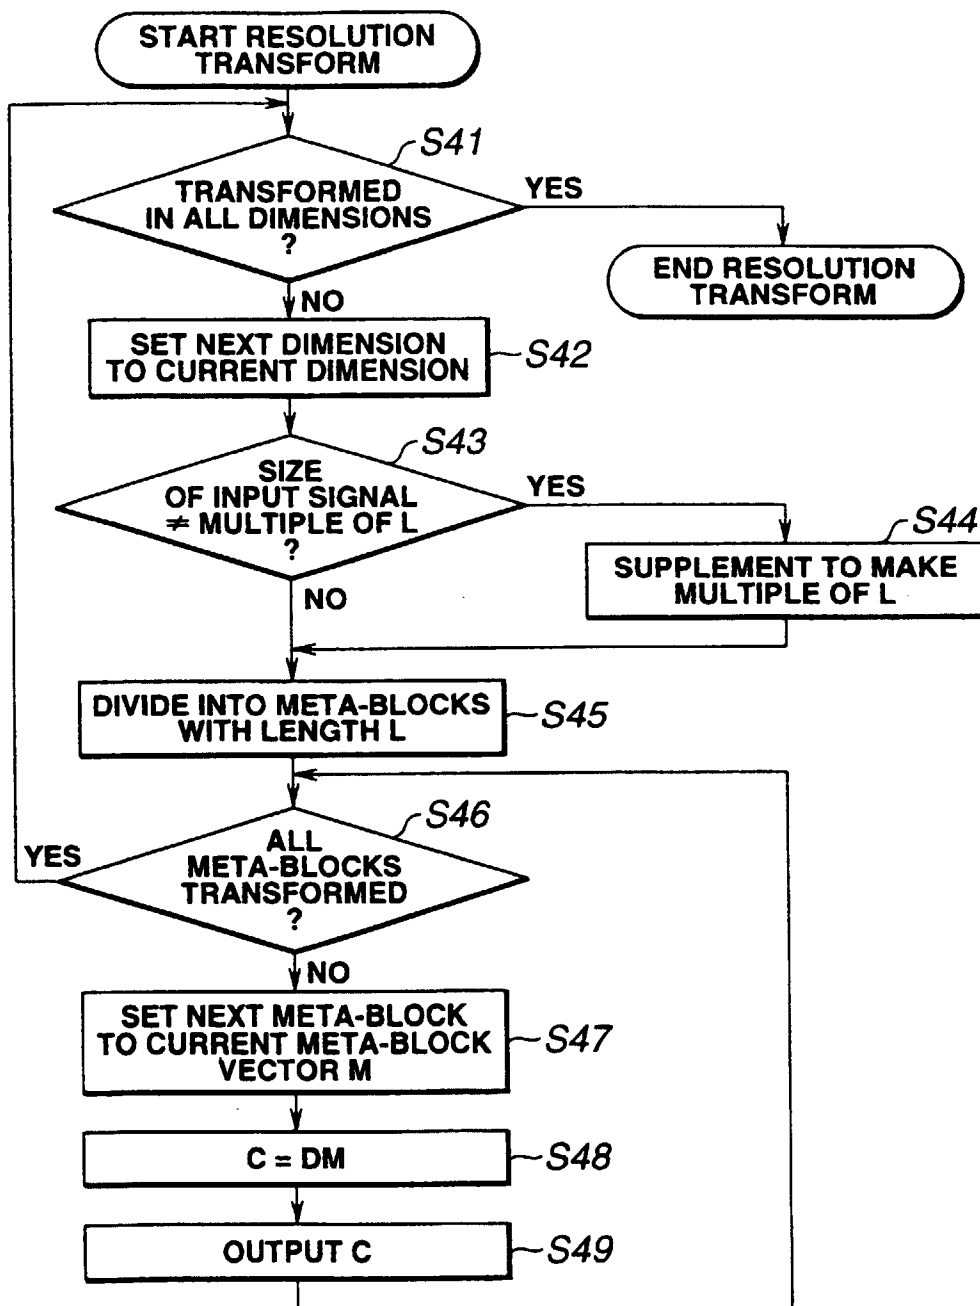 START RESOLUTION
TRANSFORM
S41
TRANSFORMED
IN ALL DIMENSIONS
?
YES
END RESOLUTION
TRANSFORM
NO
SET NEXT DIMENSION
TO CURRENT DIMENSION
S42
S43
SIZE
OF INPUT SIGNAL
≠ MULTIPLE OF L
?
YES
S44
SUPPLEMENT TO MAKE
MULTIPLE OF L
NO
DIVIDE INTO META-BLOCKS
WITH LENGTH L
S45
S46
ALL
META-BLOCKS
TRANSFORMED
?
YES
NO
SET NEXT META-BLOCK
TO CURRENT META-BLOCK
VECTOR M
S47
C = DM
S48
OUTPUT C
S49